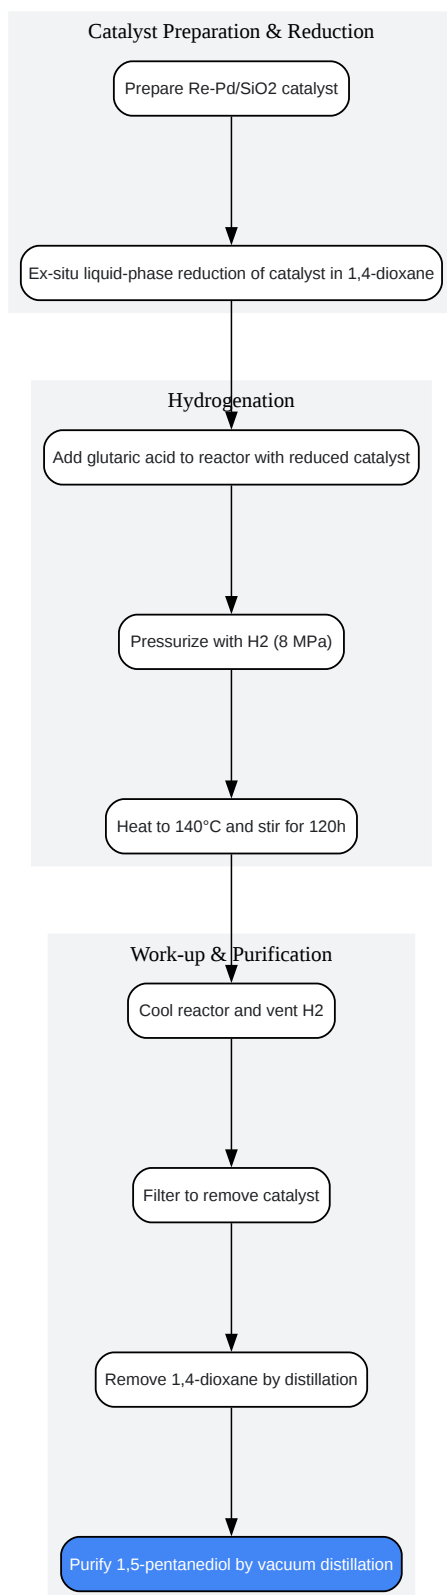 Catalyst Preparation & Reduction
Prepare Re-Pd/SiO2 catalyst
Ex-situ liquid-phase reduction of catalyst in 1,4-dioxane
Hydrogenation
Add glutaric acid to reactor with reduced catalyst
Pressurize with H2 (8 MPa)
Heat to 140°C and stir for 120h
Work-up & Purification
Cool reactor and vent H2
Filter to remove catalyst
Remove 1,4-dioxane by distillation
Purify 1,5-pentanediol by vacuum distillation